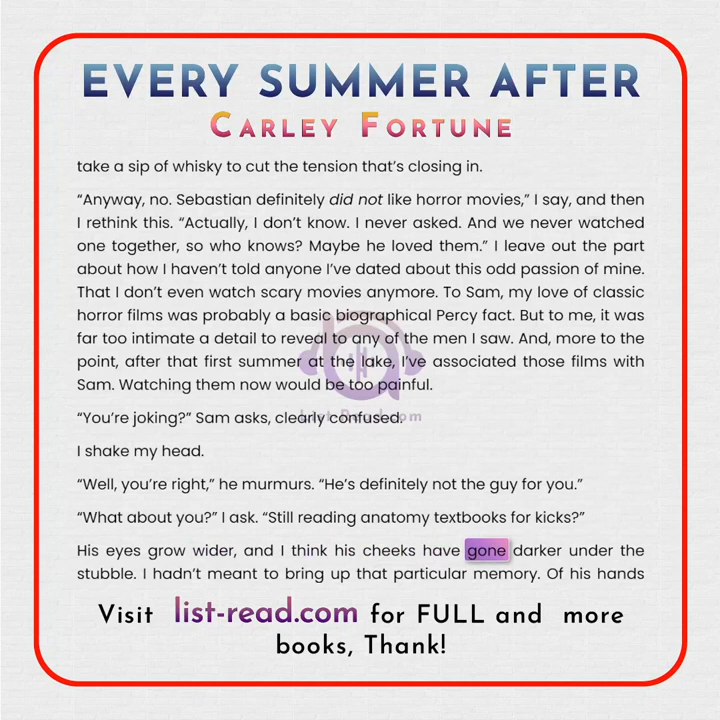 EVERY SUMMER AFTER
CARLEY FORTUNE
take a sip of whisky to cut the tension that's closing in.
“Anyway, no. Sebastian definitely did not like horror movies,” I say, and then
I rethink this. “Actually, I don't know. I never asked. And we never watched
one together, so who knows? Maybe he loved them.” I leave out the part
about how I haven't told anyone I've dated about this odd passion of mine.
That I don't even watch scary movies anymore. To Sam, my love of classic
horror films was probably a basic biographical Percy fact. But to me, it was
far too intimate a detail to reveal to any of the men I saw. And, more to the
point, after that first summer at the lake, I've associated those films with
Sam. Watching them now would be too painful.
“You're joking?” Sam asks, clearly confused.
List-Read.com
I shake my head.
“Well, you're right,” he murmurs. “He's definitely not the guy for you.”
“What about you?” I ask. “Still reading anatomy textbooks for kicks?”
His eyes grow wider, and I think his cheeks have gone darker under the
stubble. I hadn't meant to bring up that particular memory. Of his hands
Visit list-read.com for FULL and more
books, Thank!